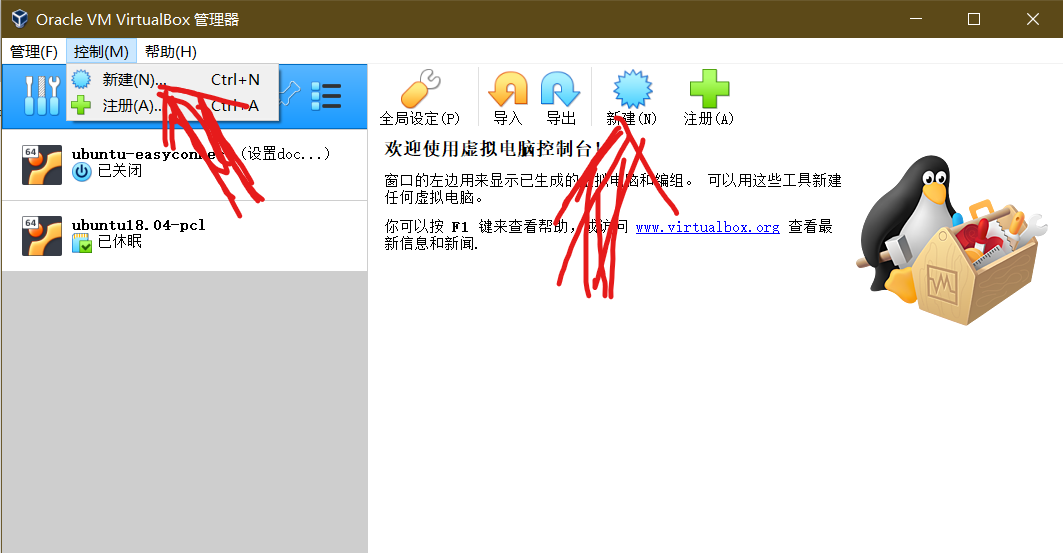 Oracle VM VirtualBox 管理器
管理(F) 控制(M) 帮助(H)
新建(N)... Ctrl+N
注册(A)... Ctrl+A
全局设定(P) 导入 导出 新建(N) 注册(A)
64 ubuntu-easyconnect (设置doc...)
已关闭
64 ubuntu18.04-pcl
已休眠
欢迎使用虚拟电脑控制台!
窗口的左边用来显示已生成的虚拟电脑和编组。 可以用这些工具新建
任何虚拟电脑。
你可以按 F1 键来查看帮助，或访问 www.virtualbox.org 查看最
新信息和新闻.